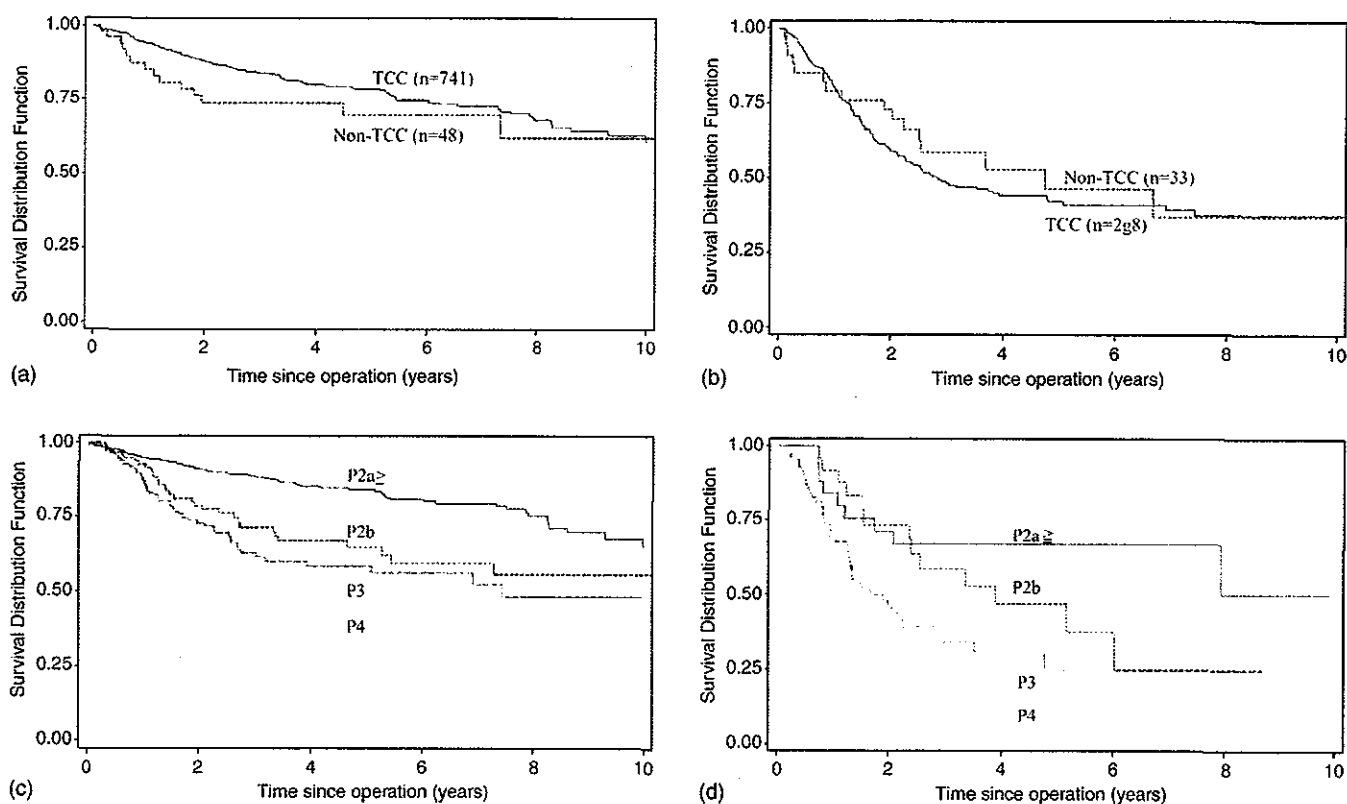 1.00
0.75
0.50
0.25
0.00
Survival Distribution Function
TCC (n=741)
Non-TCC (n=48)
0 2 4 6 8 10
Time since operation (years)
(a)
1.00
0.75
0.50
0.25
0.00
Survival Distribution Function
Non-TCC (n=33)
TCC (n=2g8)
0 2 4 6 8 10
Time since operation (years)
(b)
1.00
0.75
0.50
0.25
0.00
Survival Distribution Function
P2a≥
P2b
P3
P4
0 2 4 6 8 10
Time since operation (years)
(c)
1.00
0.75
0.50
0.25
0.00
Survival Distribution Function
P2a≥
P2b
P3
P4
0 2 4 6 8 10
Time since operation (years)
(d)